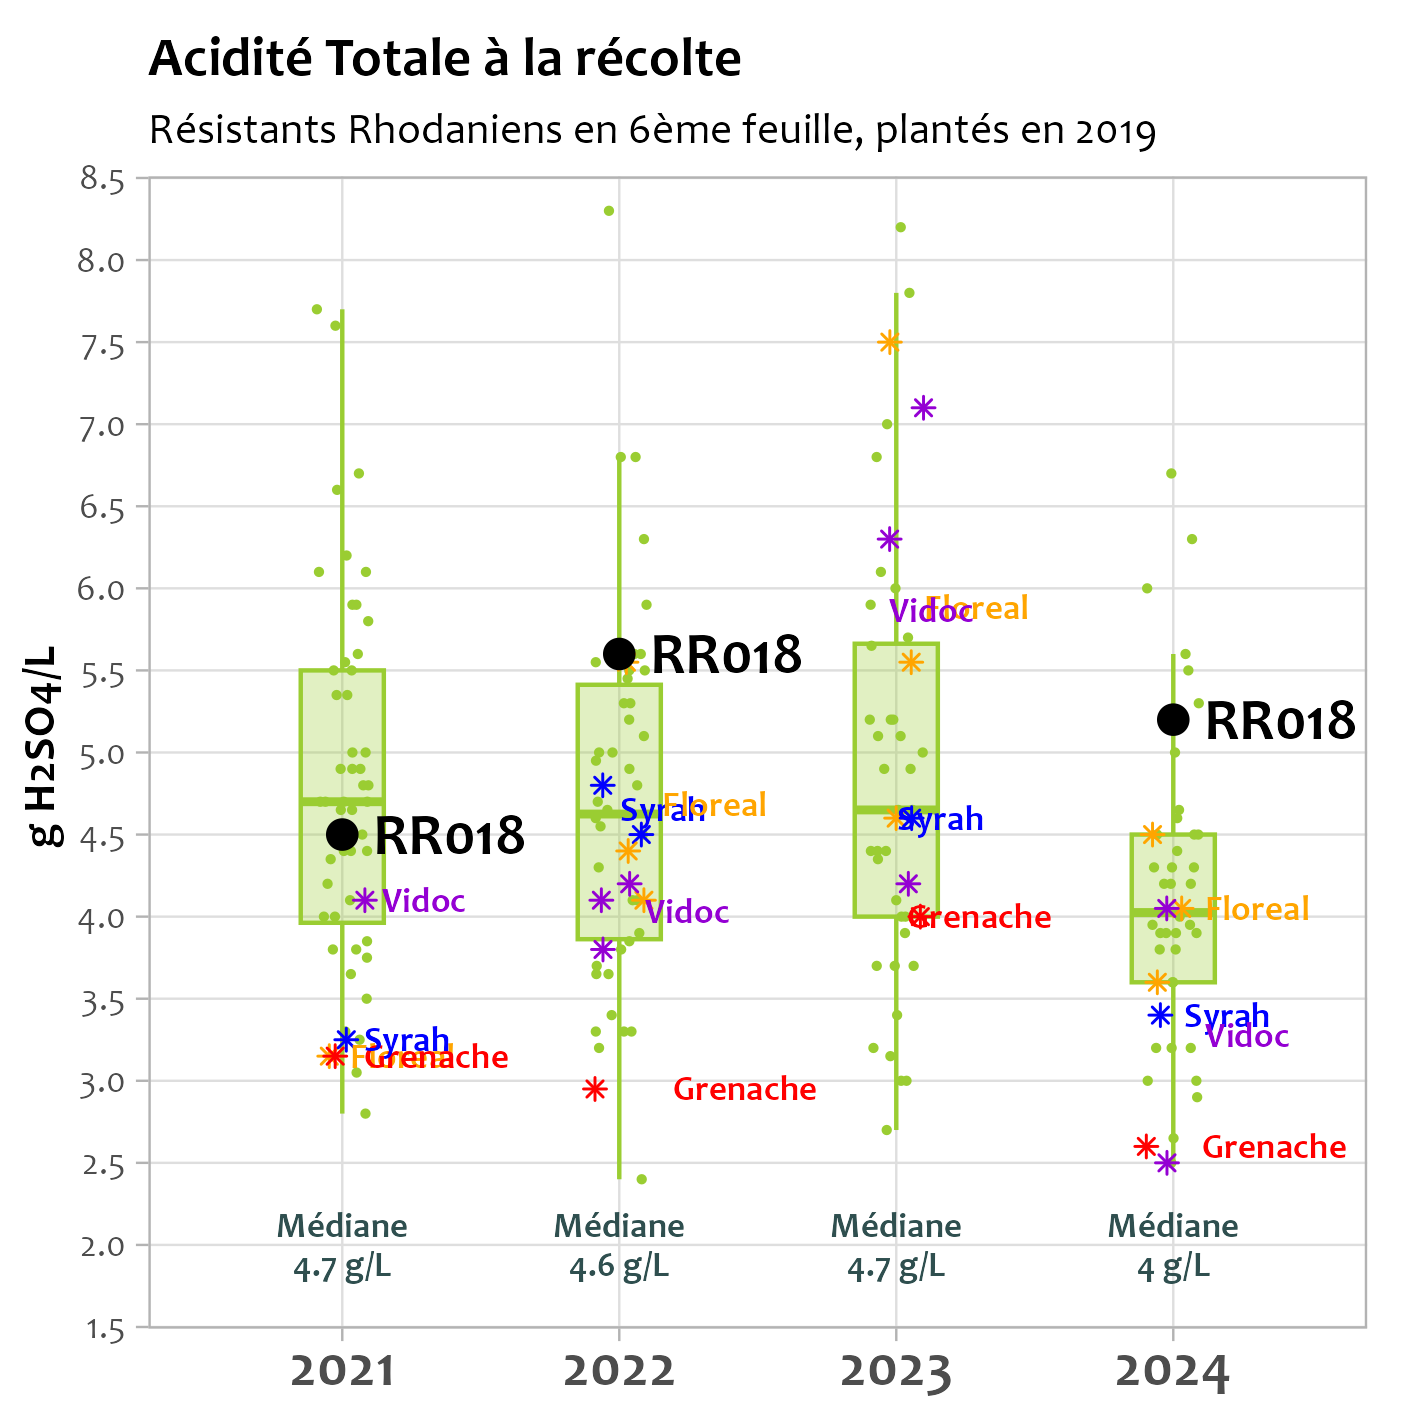 Acidité Totale à la récolte
Résistants Rhodaniens en 6ème feuille, plantés en 2019
g H2SO4/L
8.5
8.0
7.5
7.0
6.5
6.0
5.5
5.0
4.5
4.0
3.5
3.0
2.5
2.0
1.5
RR018
Vidoc
Syrah
Floreal
Grenache
Médiane
4.7 g/L
RR018
Syrah
Floreal
Vidoc
Grenache
Médiane
4.6 g/L
Vidoc
Floreal
Syrah
Grenache
Médiane
4.7 g/L
RR018
Floreal
Syrah
Vidoc
Grenache
Médiane
4 g/L
2021
2022
2023
2024